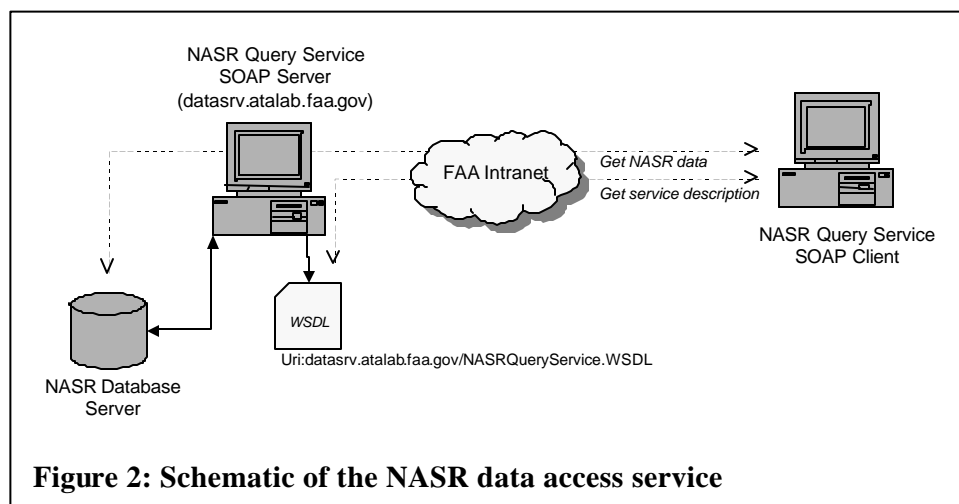 NASR Query Service
SOAP Server
(datasrv.atalab.faa.gov)
FAA Intranet
Get NASR data
Get service description
NASR Query Service
SOAP Client
WSDL
Uri:datasrv.atalab.faa.gov/NASRQueryService.WSDL
NASR Database
Server
Figure 2: Schematic of the NASR data access service